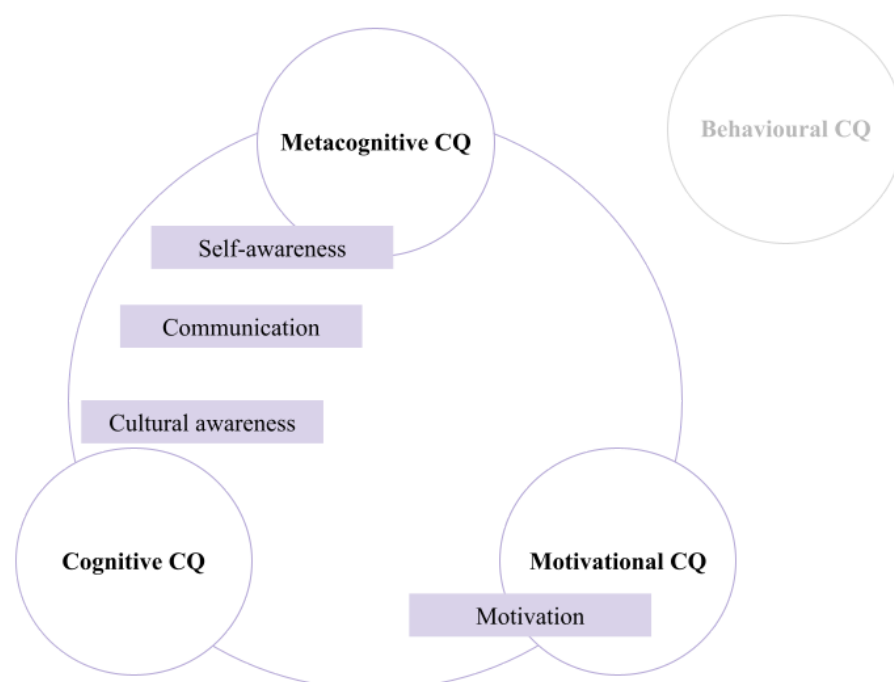 Metacognitive CQ
Behavioural CQ
Self-awareness
Communication
Cultural awareness
Cognitive CQ
Motivational CQ
Motivation